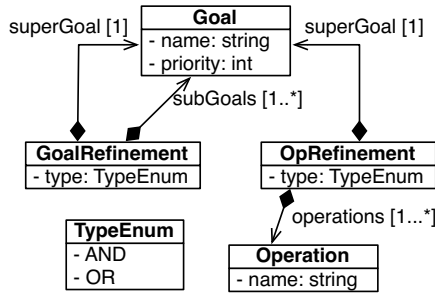 Goal
- name: string
- priority: int
superGoal [1]
superGoal [1]
subGoals [1..*]
GoalRefinement
- type: TypeEnum
OpRefinement
- type: TypeEnum
operations [1...*]
TypeEnum
- AND
- OR
Operation
- name: string